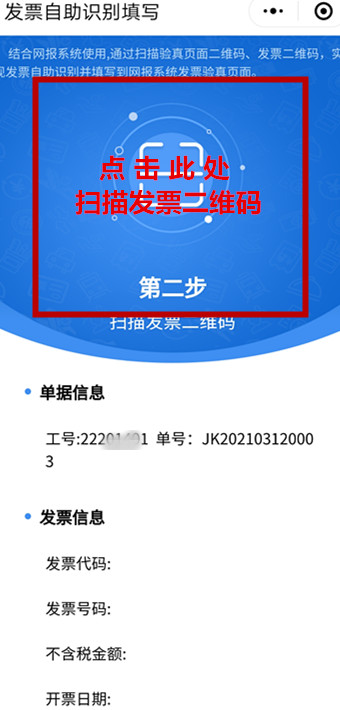 发票自助识别填写
结合网报系统使用,通过扫描验真页面二维码、发票二维码，实
现发票自助识别并填写到网报系统发票验真页面。
点击此处
扫描发票二维码
第二步
扫描发票二维码
单据信息
工号:22201491 单号：JK20210312000
3
发票信息
发票代码:
发票号码:
不含税金额:
开票日期: